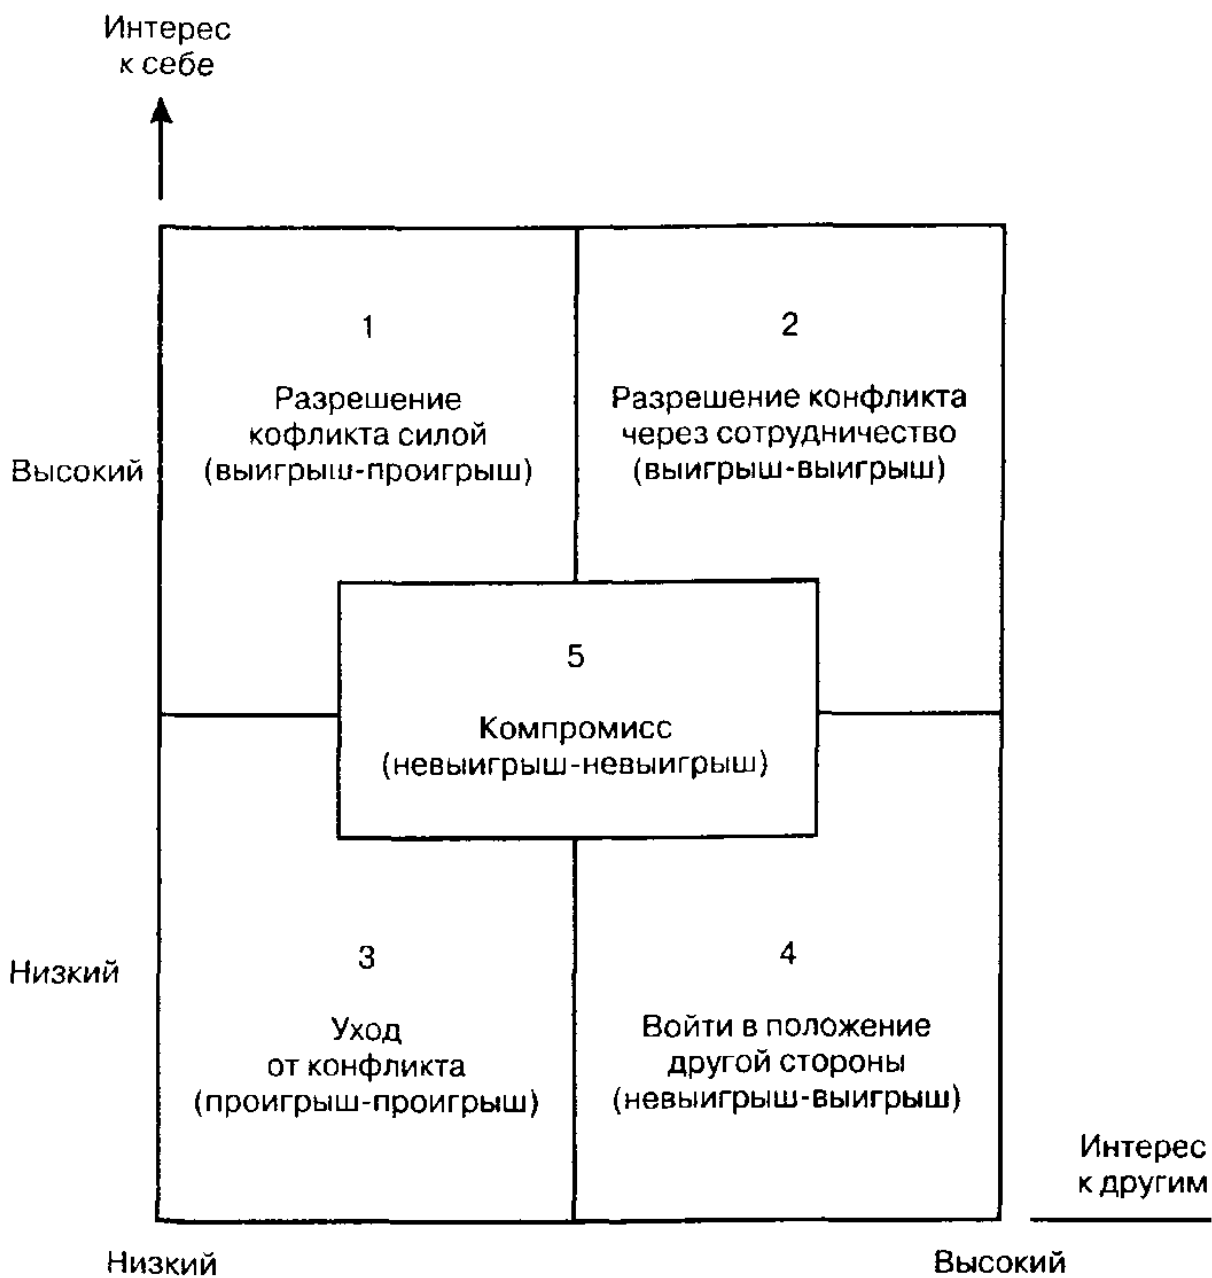 Интерес
к себе
1
Разрешение
кофликта силой
(выигрыш-проигрыш)
2
Разрешение конфликта
через сотрудничество
(выигрыш-выигрыш)
Высокий
5
Компромисс
(невыигрыш-невыигрыш)
Низкий
3
Уход
от конфликта
(проигрыш-проигрыш)
4
Войти в положение
другой стороны
(невыигрыш-выигрыш)
Интерес
к другим
Низкий
Высокий